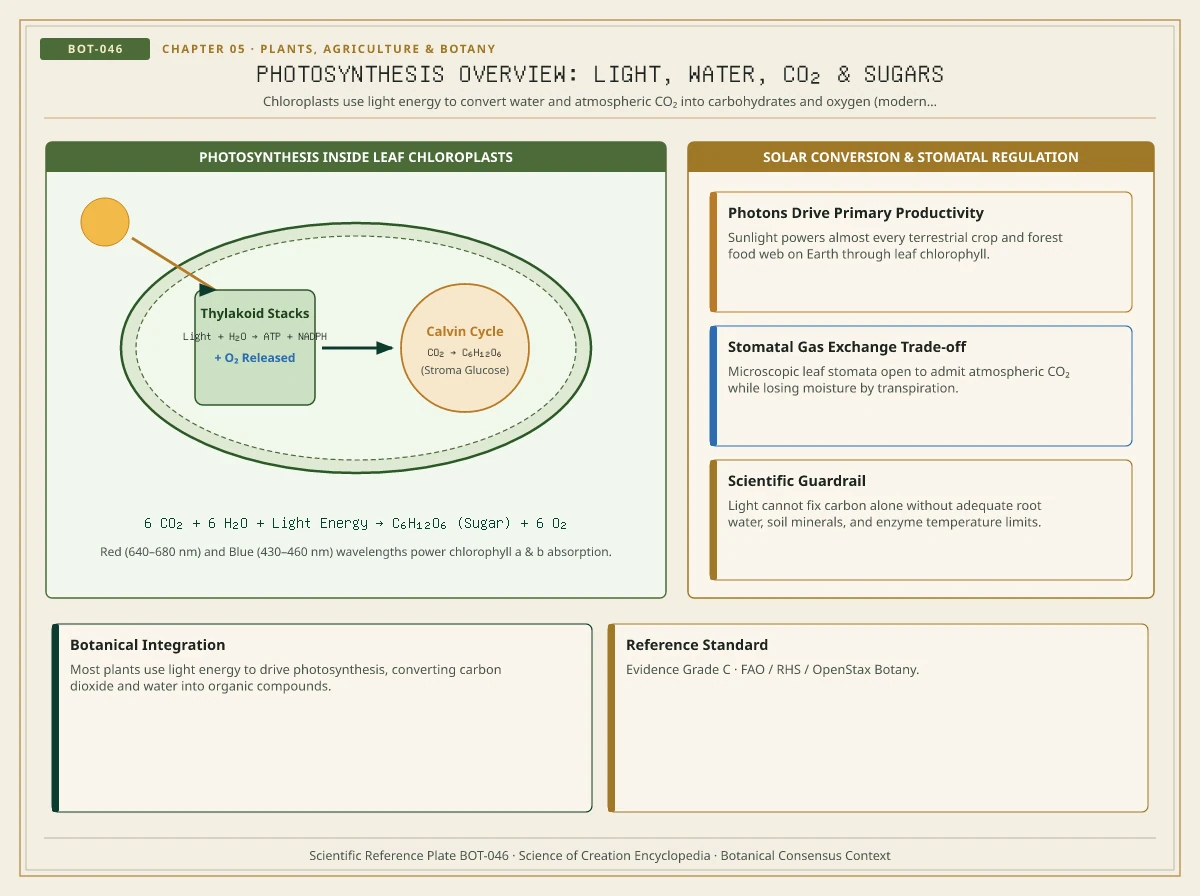 BOT-046
CHAPTER 05 · PLANTS, AGRICULTURE & BOTANY
PHOTOSYNTHESIS OVERVIEW: LIGHT, WATER, CO₂ & SUGARS
Chloroplasts use light energy to convert water and atmospheric CO₂ into carbohydrates and oxygen (modern…
PHOTOSYNTHESIS INSIDE LEAF CHLOROPLASTS
Thylakoid Stacks
Light + H₂O → ATP + NADPH
+ O₂ Released
Calvin Cycle
CO₂ → C₆H₁₂O₆
(Stroma Glucose)
6 CO₂ + 6 H₂O + Light Energy → C₆H₁₂O₆ (Sugar) + 6 O₂
Red (640–680 nm) and Blue (430–460 nm) wavelengths power chlorophyll a & b absorption.
SOLAR CONVERSION & STOMATAL REGULATION
Photons Drive Primary Productivity
Sunlight powers almost every terrestrial crop and forest
food web on Earth through leaf chlorophyll.
Stomatal Gas Exchange Trade-off
Microscopic leaf stomata open to admit atmospheric CO₂
while losing moisture by transpiration.
Scientific Guardrail
Light cannot fix carbon alone without adequate root
water, soil minerals, and enzyme temperature limits.
Botanical Integration
Most plants use light energy to drive photosynthesis, converting carbon
dioxide and water into organic compounds.
Reference Standard
Evidence Grade C · FAO / RHS / OpenStax Botany.
Scientific Reference Plate BOT-046 · Science of Creation Encyclopedia · Botanical Consensus Context